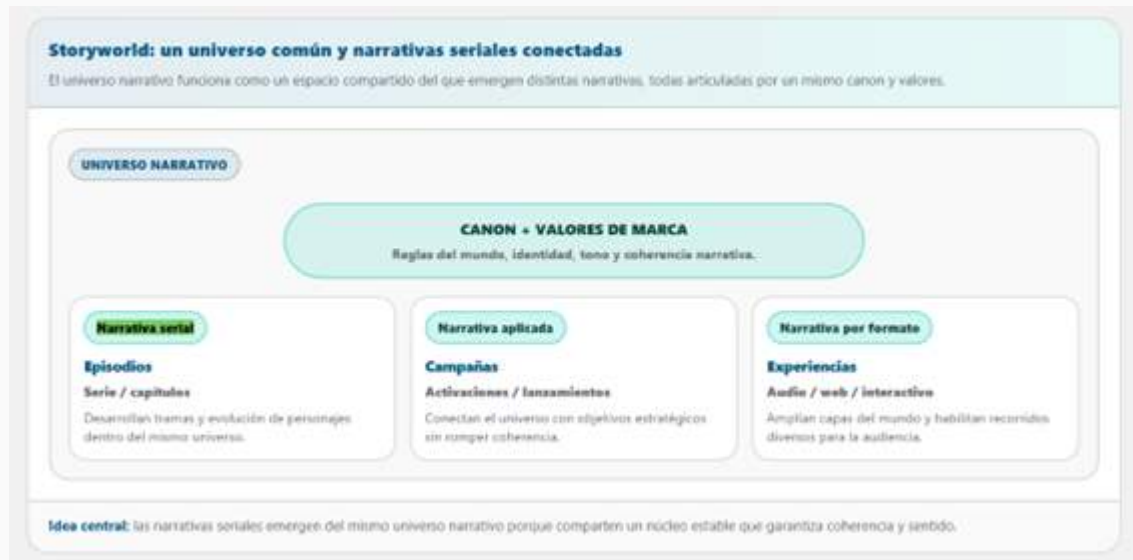 Storyworld: un universo común y narrativas seriales conectadas
El universo narrativo funciona como un espacio compartido del que emergen distintas narrativas, todas articuladas por un mismo canon y valores.
UNIVERSO NARRATIVO
CANON + VALORES DE MARCA
Reglas del mundo, identidad, tono y coherencia narrativa.
Narrativa serial
Episodios
Serie / capítulos
Desarrollan tramas y evolución de personajes
dentro del mismo universo.
Narrativa aplicada
Campañas
Activaciones / lanzamientos
Conectan el universo con objetivos estratégicos
sin romper coherencia.
Narrativa por formato
Experiencias
Audio / web / interactivo
Amplían capas del mundo y habilitan recorridos
diversos para la audiencia.
Idea central: las narrativas seriales emergen del mismo universo narrativo porque comparten un núcleo estable que garantiza coherencia y sentido.